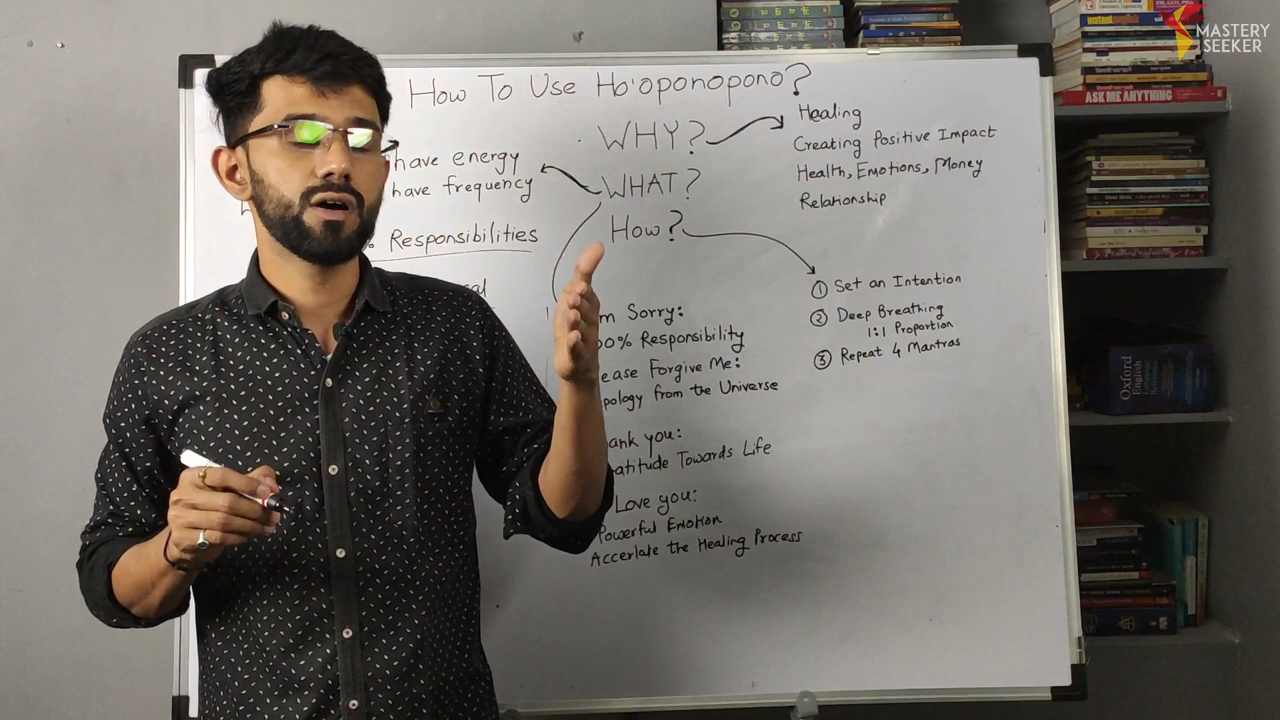 MASTERY
SEEKER
How To Use Ho'oponopono?
WHY?
Healing
Creating Positive Impact
Health, Emotions, Money
Relationship
have energy
have frequency
WHAT?
How?
Responsibilities
① Set an Intention
② Deep Breathing
1:1 Proportion
③ Repeat 4 Mantras
m Sorry:
00% Responsibility
ease Forgive Me:
pology from the Universe
ank you:
atitude Towards Life
Love you:
Powerful Emotion
Accerlate the Healing Process
ASK ME ANYTHING
Oxford
English